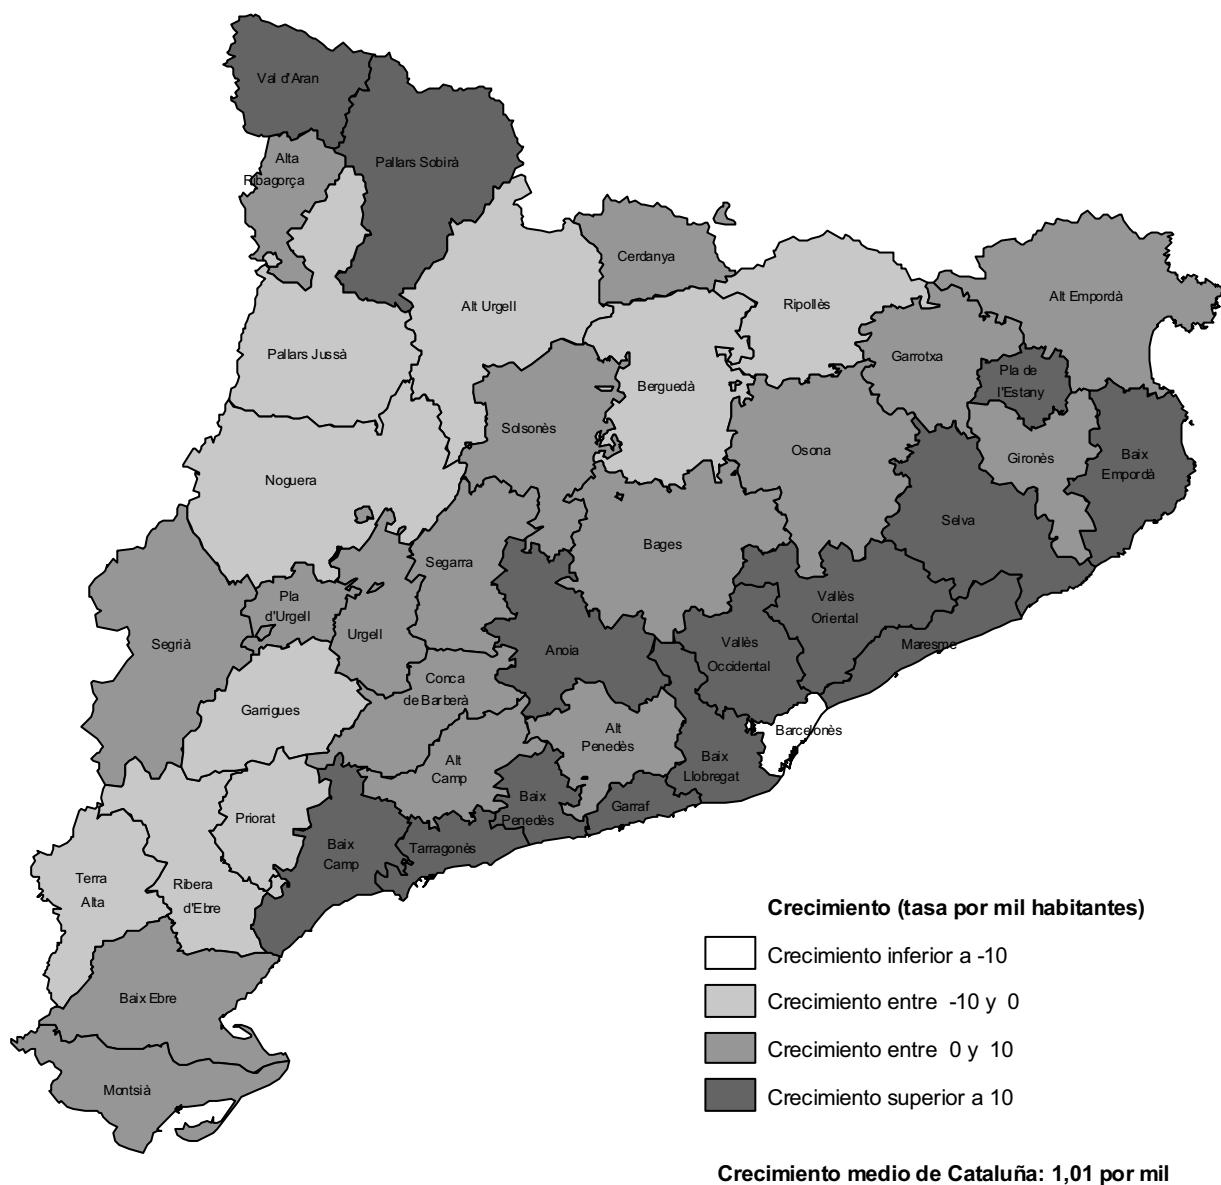 Val d'Aran
Alta
Ribagorça
Pallars Sobirà
Cerdanya
Alt Urgell
Ripollès
Alt Empordà
Pallars Jussà
Garrotxa
Berguedà
Pla de
l'Estany
Solsonès
Osona
Gironès
Baix
Empordà
Noguera
Selva
Bages
Segarra
Pla
d'Urgell
Urgell
Vallès
Oriental
Segrià
Anoia
Vallès
Occidental
Maresme
Conca
de Barberà
Garrigues
Alt
Penedès
Barcelonès
Alt
Camp
Baix
Llobregat
Baix
Penedès
Garraf
Priorat
Baix
Camp
Tarragonès
Terra
Alta
Ribera
d'Ebre
Baix Ebre
Montsià
Crecimiento (tasa por mil habitantes)
Crecimiento inferior a -10
Crecimiento entre -10 y 0
Crecimiento entre 0 y 10
Crecimiento superior a 10
Crecimiento medio de Cataluña: 1,01 por mil